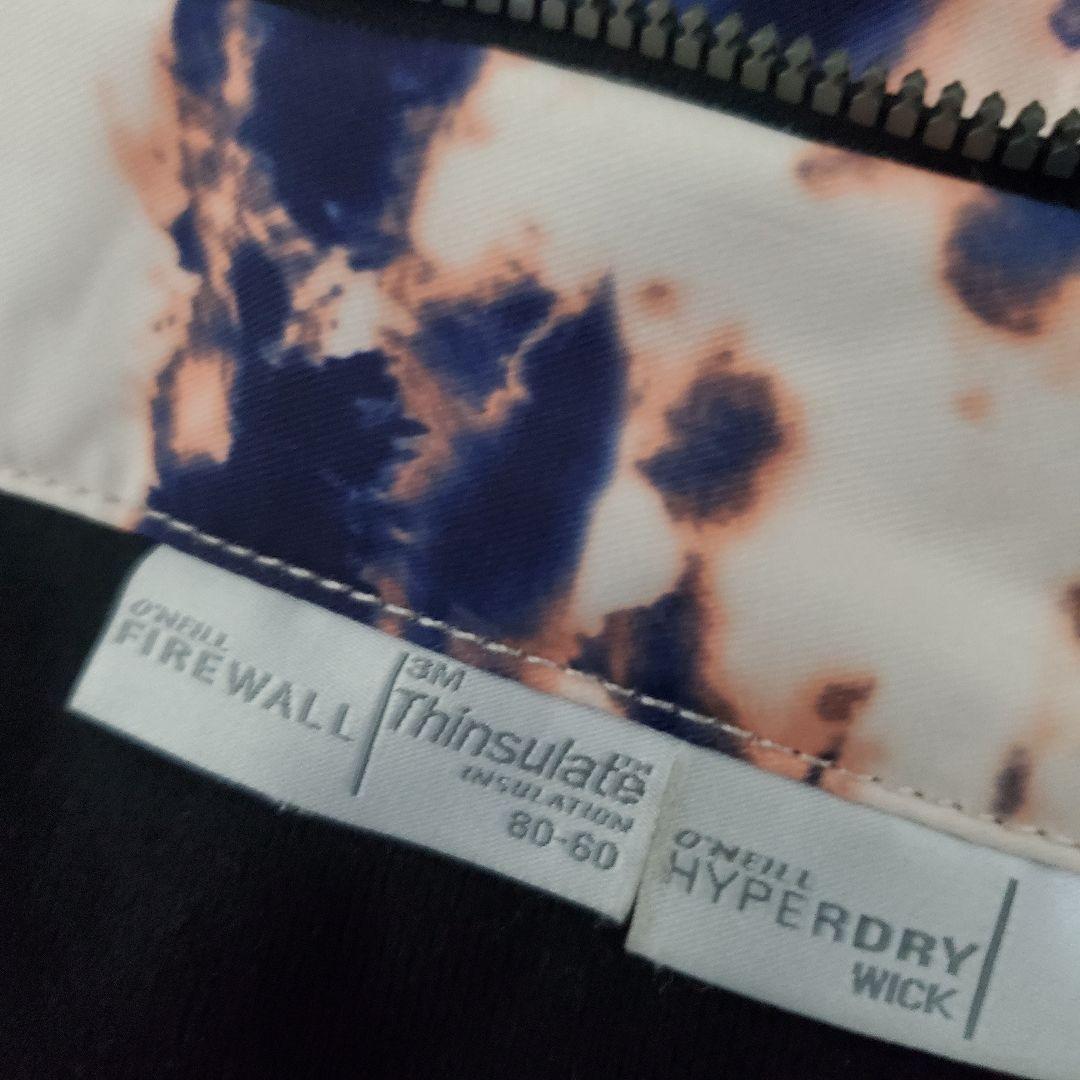 O'NEILL
FIREWALL
3M
Thinsulate™
INSULATION
80-60
O'NEILL
HYPERDRY
WICK